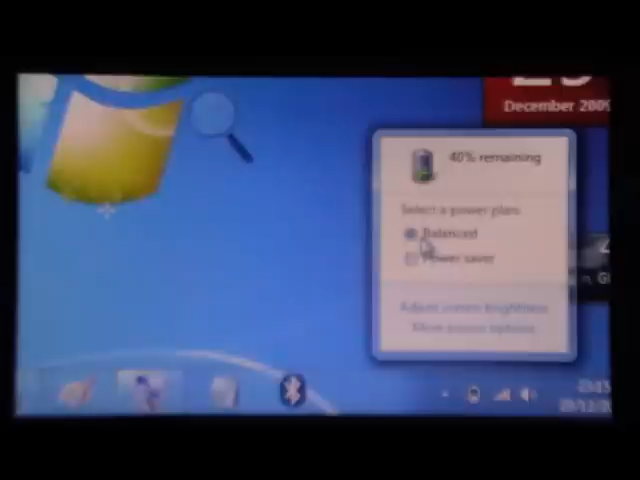 December 2009
40% remaining
Select a power plan:
Balanced
Power saver
Adjust screen brightness
More power options